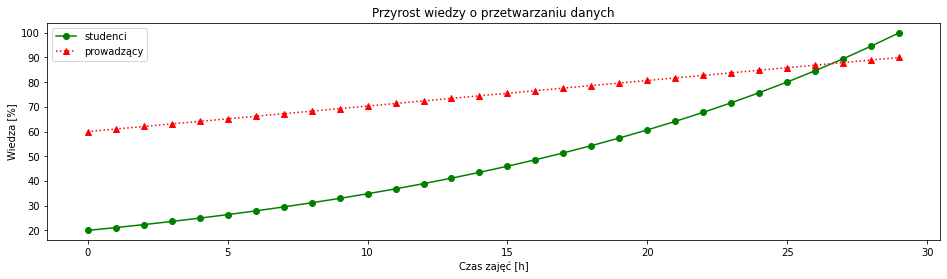 Przyrost wiedzy o przetwarzaniu danych
studenci
prowadzący
Wiedza [%]
100
90
80
70
60
50
40
30
20
0 5 10 15 20 25 30
Czas zajęć [h]